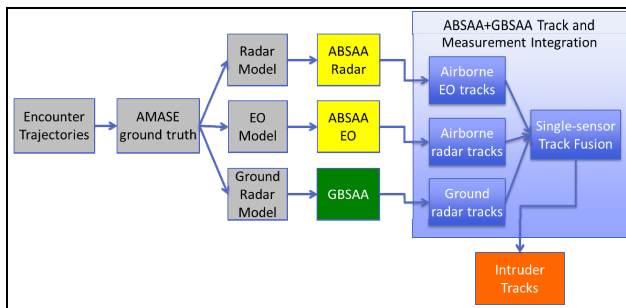 ABSAA+GBSAA Track and
Measurement Integration
Radar
Model
ABSAA
Radar
Airborne
EO tracks
Encounter
Trajectories
AMASE
ground truth
EO
Model
ABSAA
EO
Airborne
radar tracks
Single-sensor
Track Fusion
Ground
Radar
Model
GBSAA
Ground
radar tracks
Intruder
Tracks